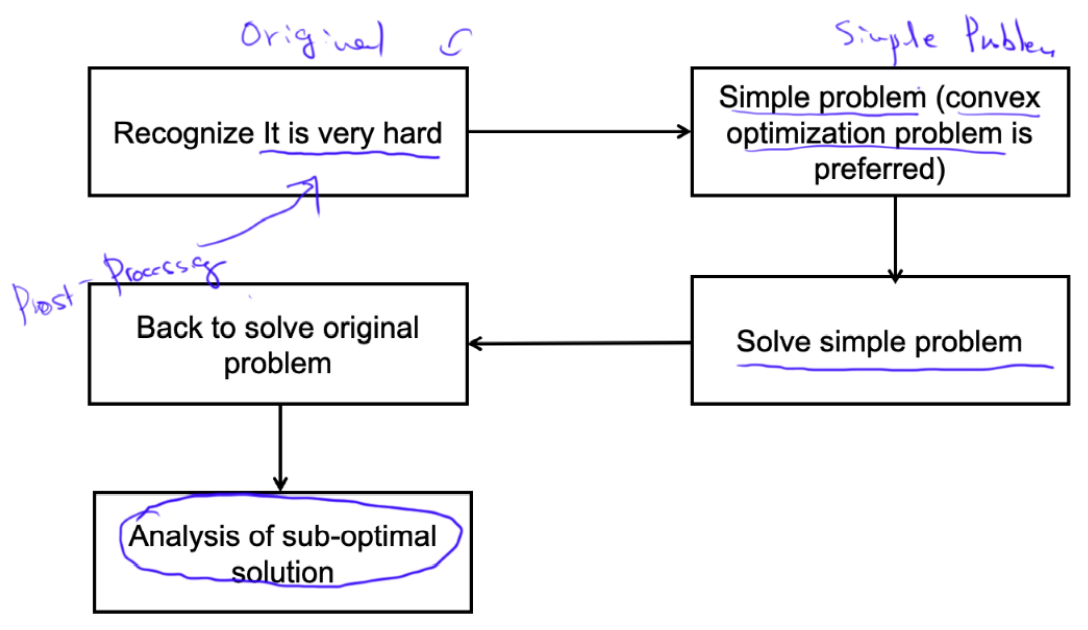 Original
Simple Problem
Recognize It is very hard
Simple problem (convex
optimization problem is
preferred)
Post-Processing
Back to solve original
problem
Solve simple problem
Analysis of sub-optimal
solution